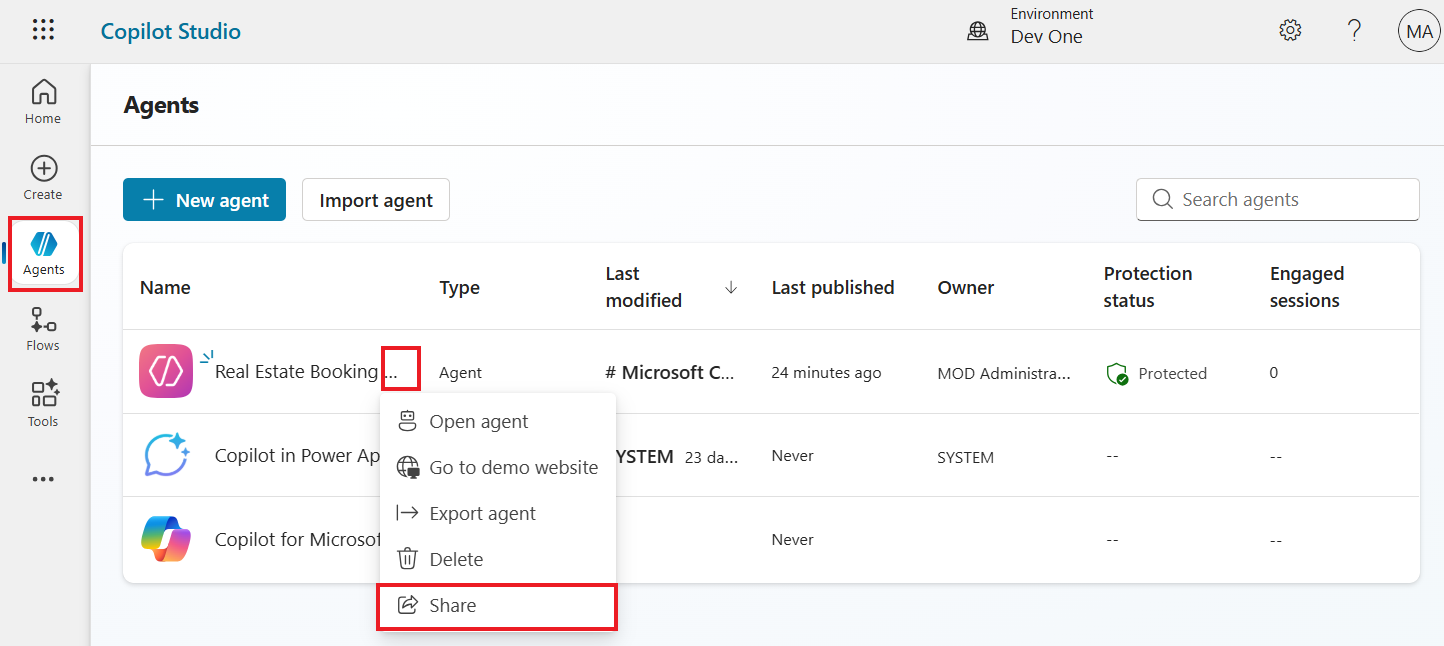 Copilot Studio
Environment
Dev One
MA
Home
Create
Agents
Flows
Tools
Agents
New agent
Import agent
Search agents
Name
Type
Last modified
Last published
Owner
Protection status
Engaged sessions
Real Estate Booking ...
Agent
# Microsoft C...
24 minutes ago
MOD Administra...
Protected
0
Copilot in Power Ap
YSTEM 23 da...
Never
SYSTEM
--
--
Copilot for Microsof
Never
--
--
Open agent
Go to demo website
Export agent
Delete
Share